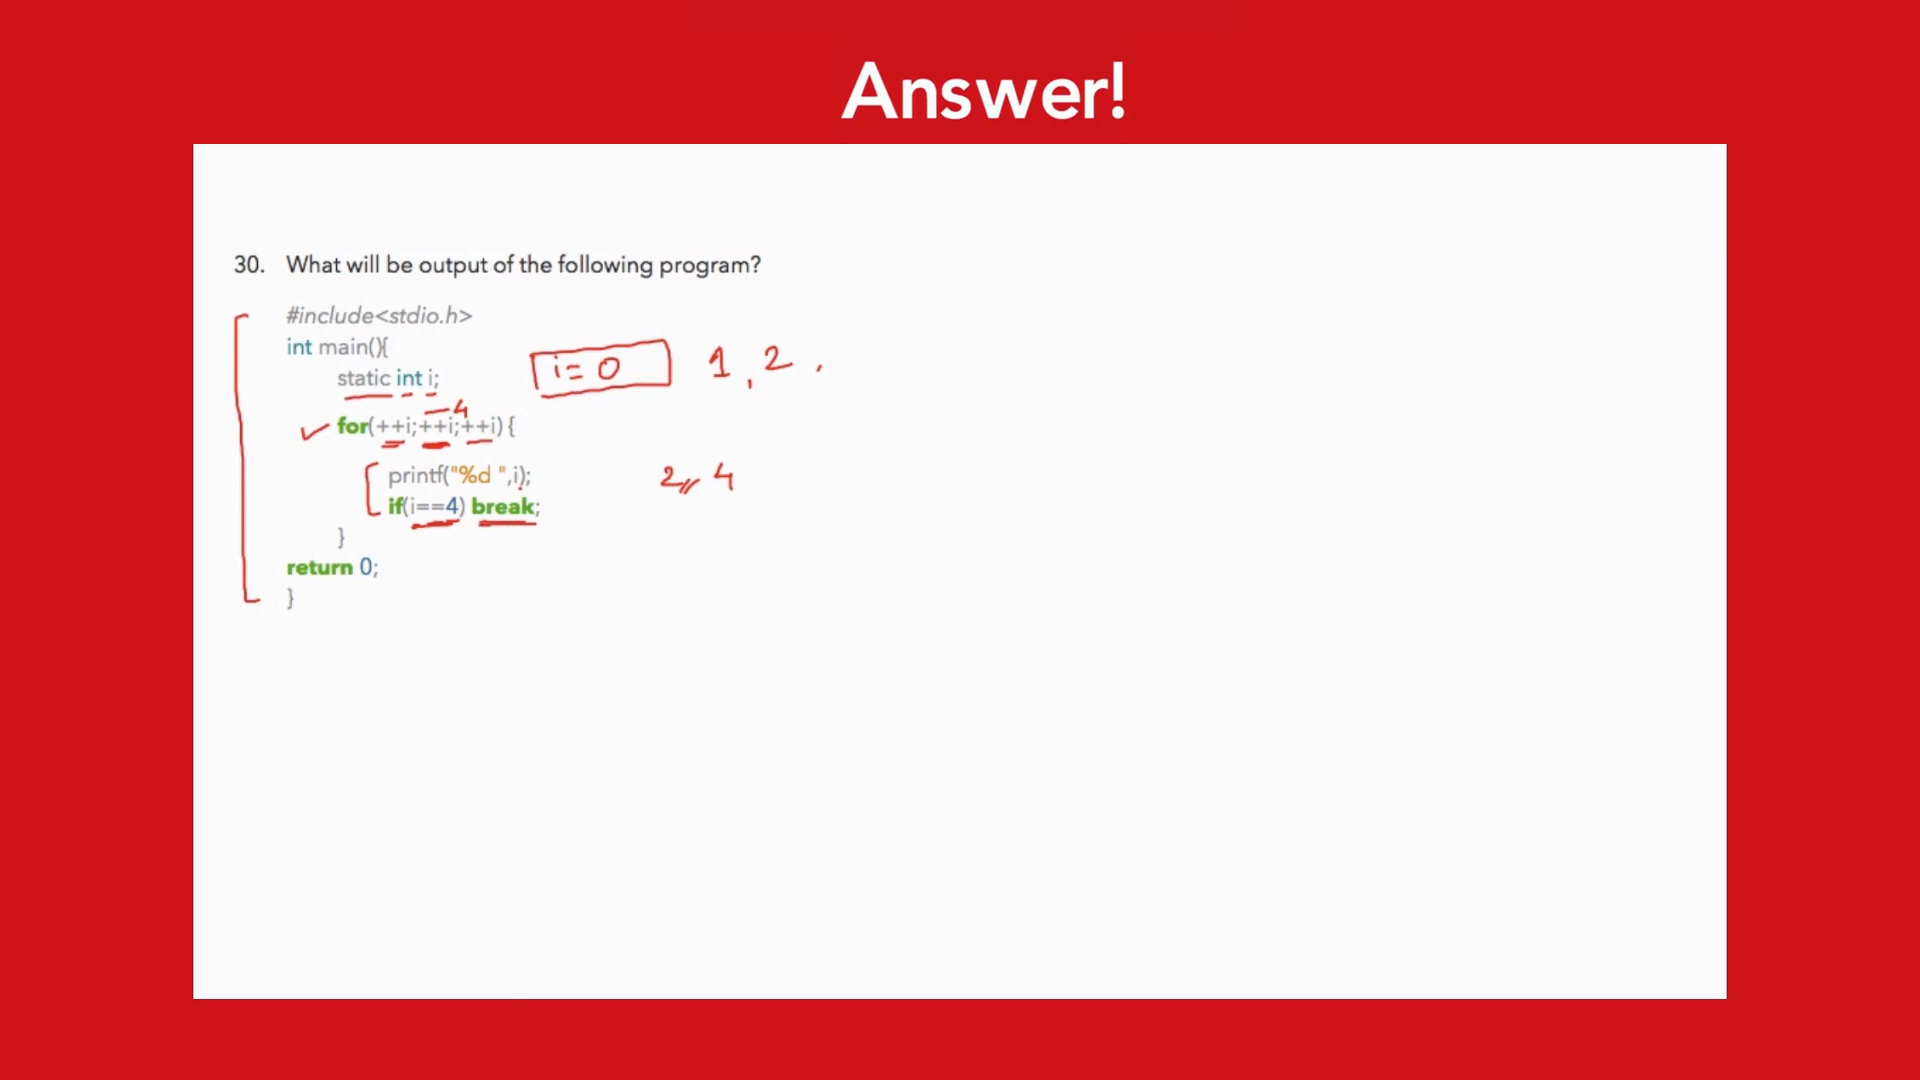 Answer!
30. What will be output of the following program?
#include<stdio.h>
int main(){
static int i;
i = 0
1, 2 ,
4
for(++i;++i;++i){
printf("%d ",i);
2,, 4
if(i==4) break;
}
return 0;
}